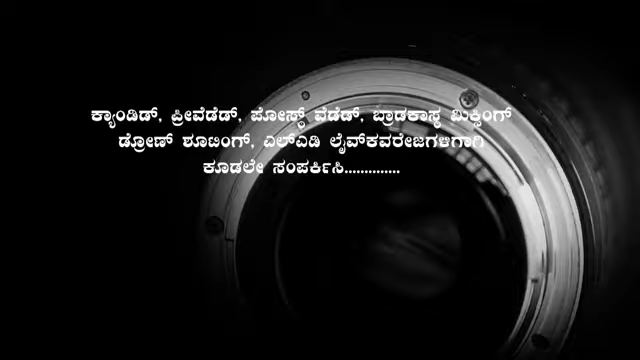 ಕ್ಯಾಂಡಿಡ್, ಪ್ರೀವೆಡೆಡ್, ಪೋಸ್ಟ್ ವೆಡೆಡ್, ಬ್ರಾಡಕಾಸ್ಠ ಮಿಕ್ಷಿಂಗ್
ಡ್ರೋಣ್ ಶೂಟಿಂಗ್, ಎಲ್ಎಡಿ ಲೈವ್‌ಕವರೇಜಗಳಿಗಾಗಿ
ಕೂಡಲೇ ಸಂಪರ್ಕಿಸಿ..............